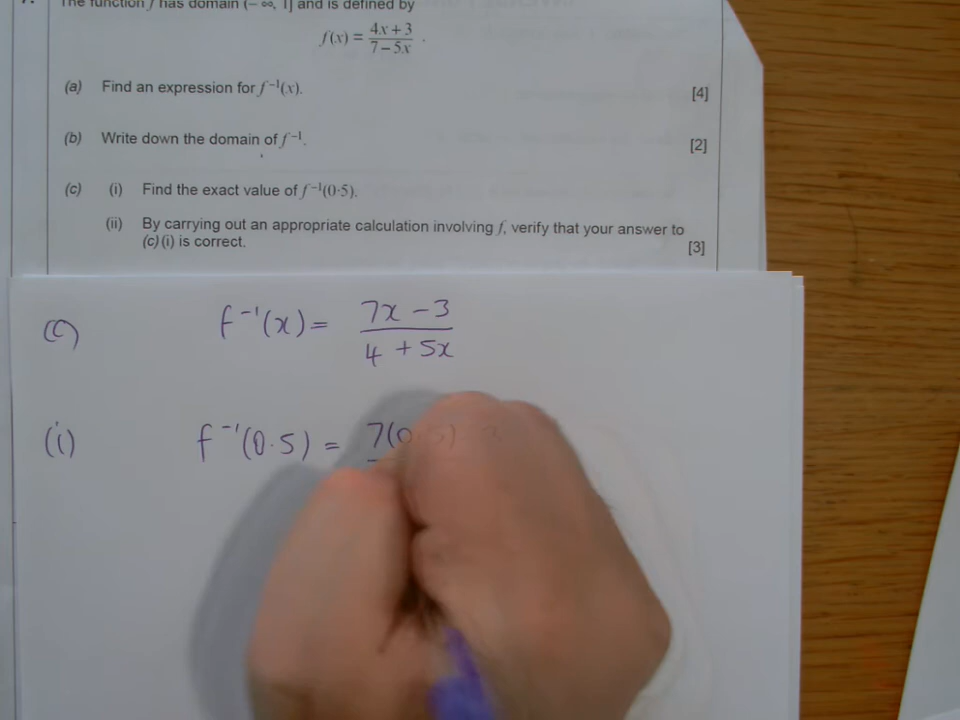 The function f has domain (− ∞, 1] and is defined by
f(x) = (4x + 3)/(7 − 5x) .
(a) Find an expression for f⁻¹(x). [4]
(b) Write down the domain of f⁻¹. [2]
(c) (i) Find the exact value of f⁻¹(0·5).
(ii) By carrying out an appropriate calculation involving f, verify that your answer to
(c)(i) is correct. [3]
(c) f⁻¹(x) = (7x − 3)/(4 + 5x)
(i) f⁻¹(0·5) = 7(0·5)